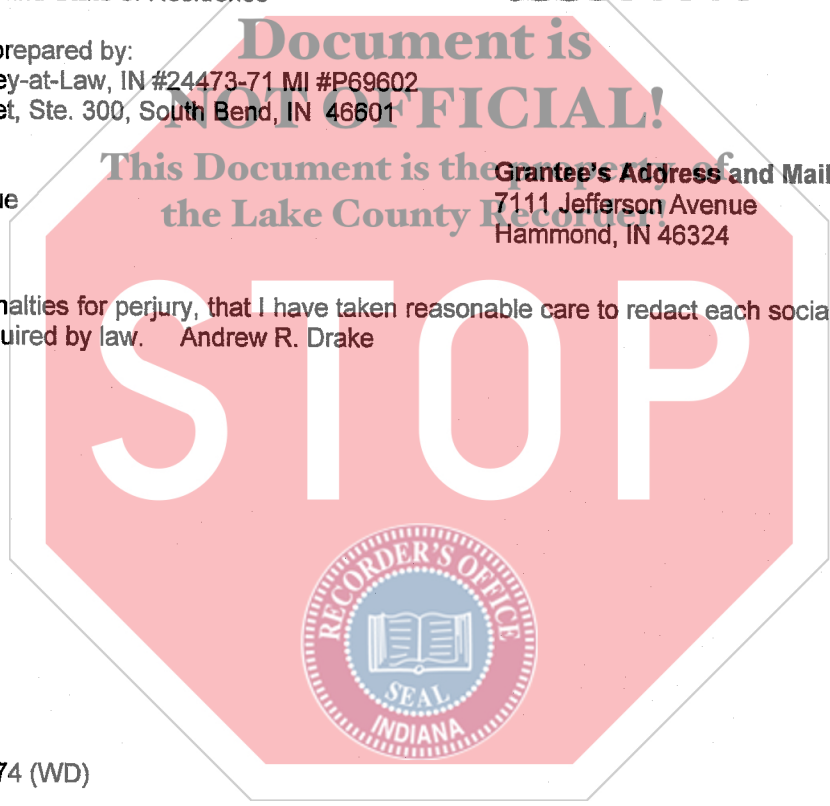 of Residence
Document is
prepared by:
ey-at-Law, IN #24473-71 MI #P69602
NOT OFFICIAL!
et, Ste. 300, South Bend, IN 46601
This Document is the property of
Grantee's Address and Mail
the Lake County Recorder!
ue
7111 Jefferson Avenue
Hammond, IN 46324
nalties for perjury, that I have taken reasonable care to redact each socia
uired by law. Andrew R. Drake
STOP
RECORDER'S OFFICE
SEAL
INDIANA
74 (WD)